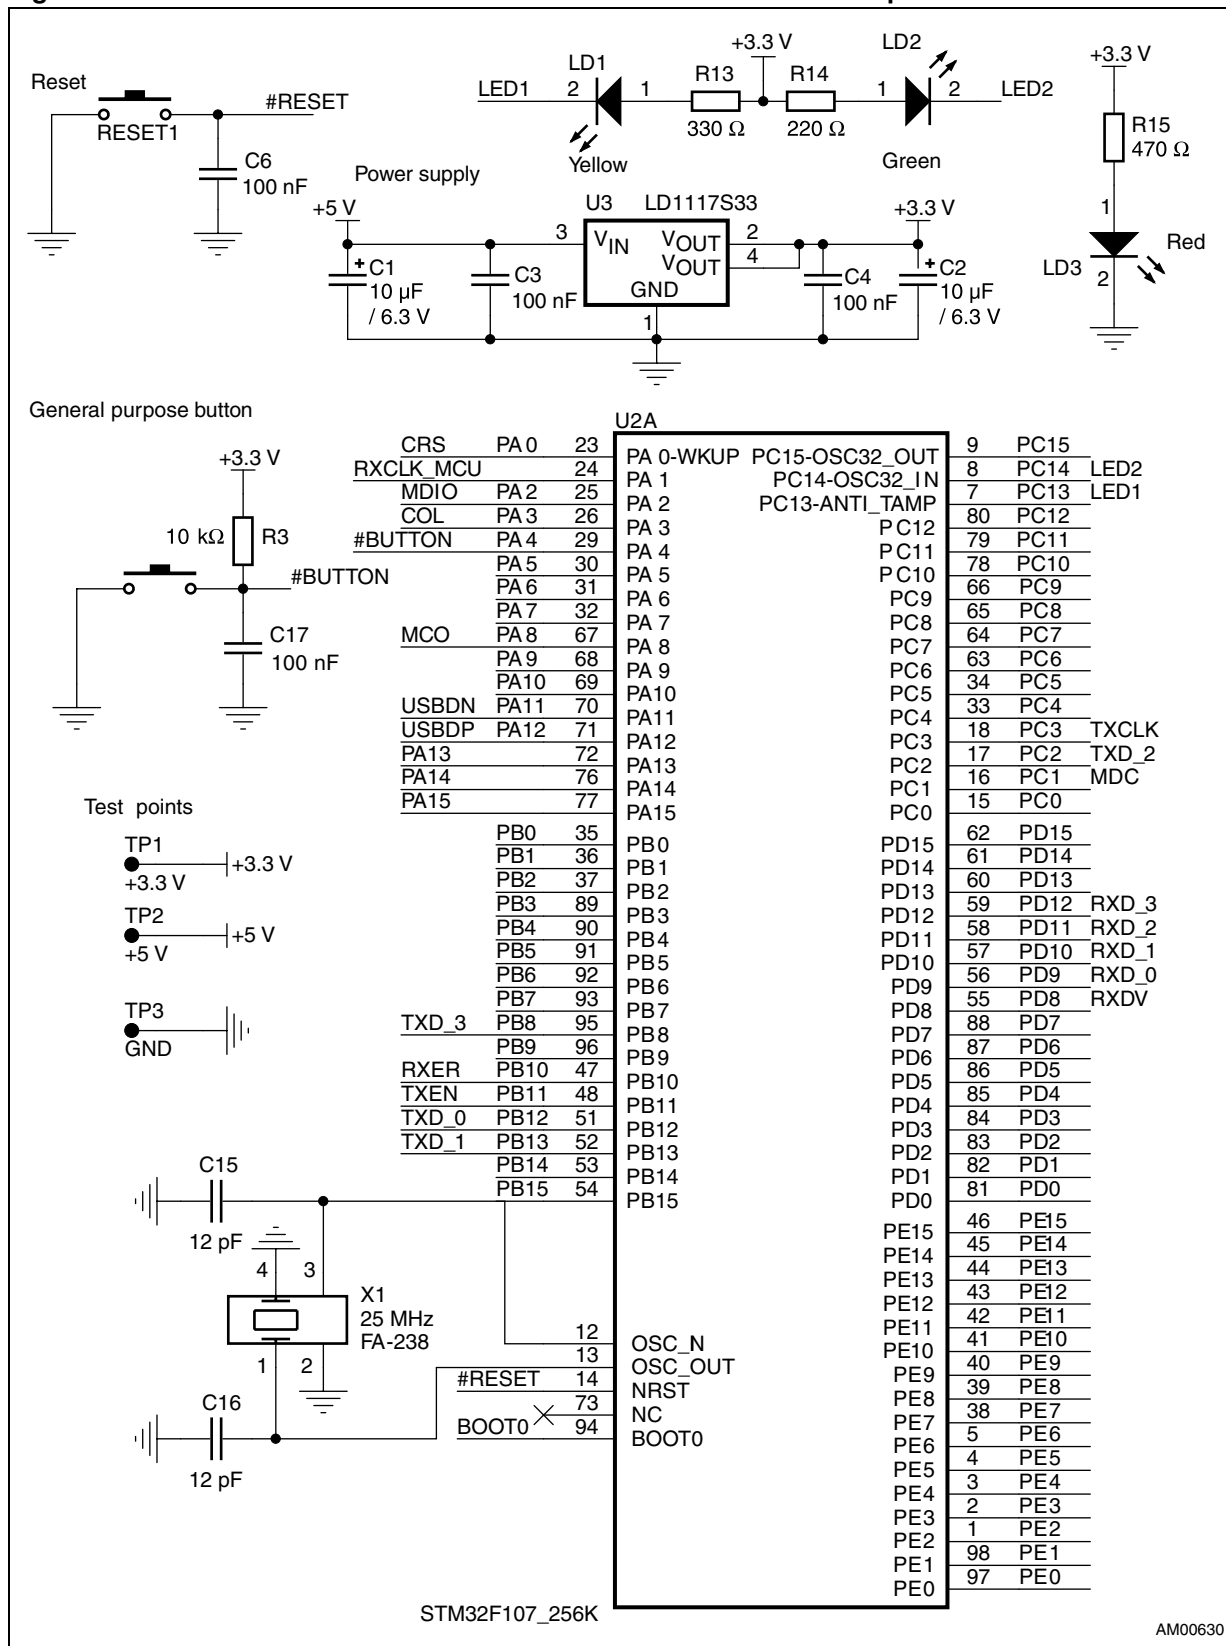 Reset
#RESET
RESET1
C6
100 nF
+3.3 V
LD1
LD2
LED1 2 1 R13 R14 1 2 LED2
330 Ω 220 Ω
Yellow
Green
+3.3 V
R15
470 Ω
1
Red
LD3
2
Power supply
U3 LD1117S33
+5 V
+3.3 V
3 VIN VOUT 2
VOUT 4
GND
1
C1
10 µF
/ 6.3 V
C3
100 nF
C4
100 nF
C2
10 µF
/ 6.3 V
General purpose button
+3.3 V
10 kΩ R3
#BUTTON
C17
100 nF
Test points
TP1
+3.3 V
+3.3 V
TP2
+5 V
+5 V
TP3
GND
C15
12 pF
4 3
X1
25 MHz
FA-238
1 2
C16
12 pF
U2A
CRS PA0 23 PA 0-WKUP
RXCLK_MCU 24 PA 1
MDIO PA2 25 PA 2
COL PA3 26 PA 3
#BUTTON PA4 29 PA 4
PA5 30 PA 5
PA6 31 PA 6
PA7 32 PA 7
MCO PA8 67 PA 8
PA9 68 PA 9
PA10 69 PA10
USBDN PA11 70 PA11
USBDP PA12 71 PA12
PA13 72 PA13
PA14 76 PA14
PA15 77 PA15
PB0 35 PB0
PB1 36 PB1
PB2 37 PB2
PB3 89 PB3
PB4 90 PB4
PB5 91 PB5
PB6 92 PB6
PB7 93 PB7
TXD_3 PB8 95 PB8
PB9 96 PB9
RXER PB10 47 PB10
TXEN PB11 48 PB11
TXD_0 PB12 51 PB12
TXD_1 PB13 52 PB13
PB14 53 PB14
PB15 54 PB15
12 OSC_N
13 OSC_OUT
#RESET 14 NRST
73 NC
BOOT0 94 BOOT0
PC15-OSC32_OUT 9 PC15
PC14-OSC32_IN 8 PC14 LED2
PC13-ANTI_TAMP 7 PC13 LED1
PC12 80 PC12
PC11 79 PC11
PC10 78 PC10
PC9 66 PC9
PC8 65 PC8
PC7 64 PC7
PC6 63 PC6
PC5 34 PC5
PC4 33 PC4
PC3 18 PC3 TXCLK
PC2 17 PC2 TXD_2
PC1 16 PC1 MDC
PC0 15 PC0
PD15 62 PD15
PD14 61 PD14
PD13 60 PD13
PD12 59 PD12 RXD_3
PD11 58 PD11 RXD_2
PD10 57 PD10 RXD_1
PD9 56 PD9 RXD_0
PD8 55 PD8 RXDV
PD7 88 PD7
PD6 87 PD6
PD5 86 PD5
PD4 85 PD4
PD3 84 PD3
PD2 83 PD2
PD1 82 PD1
PD0 81 PD0
PE15 46 PE15
PE14 45 PE14
PE13 44 PE13
PE12 43 PE12
PE11 42 PE11
PE10 41 PE10
PE9 40 PE9
PE8 39 PE8
PE7 38 PE7
PE6 5 PE6
PE5 4 PE5
PE4 3 PE4
PE3 2 PE3
PE2 1 PE2
PE1 98 PE1
PE0 97 PE0
STM32F107_256K
AM00630